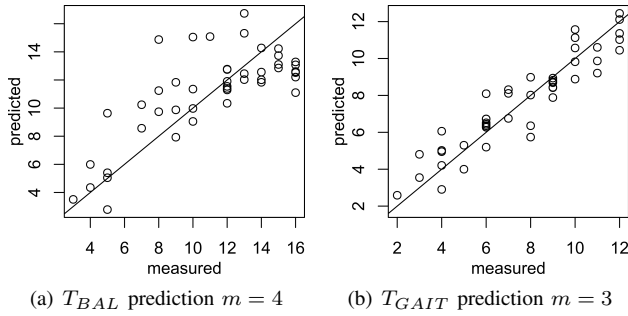 predicted
4 6 8 10 12 14
4 6 8 10 12 14 16
measured
(a) T_BAL prediction m = 4
predicted
2 4 6 8 10 12
2 4 6 8 10 12
measured
(b) T_GAIT prediction m = 3